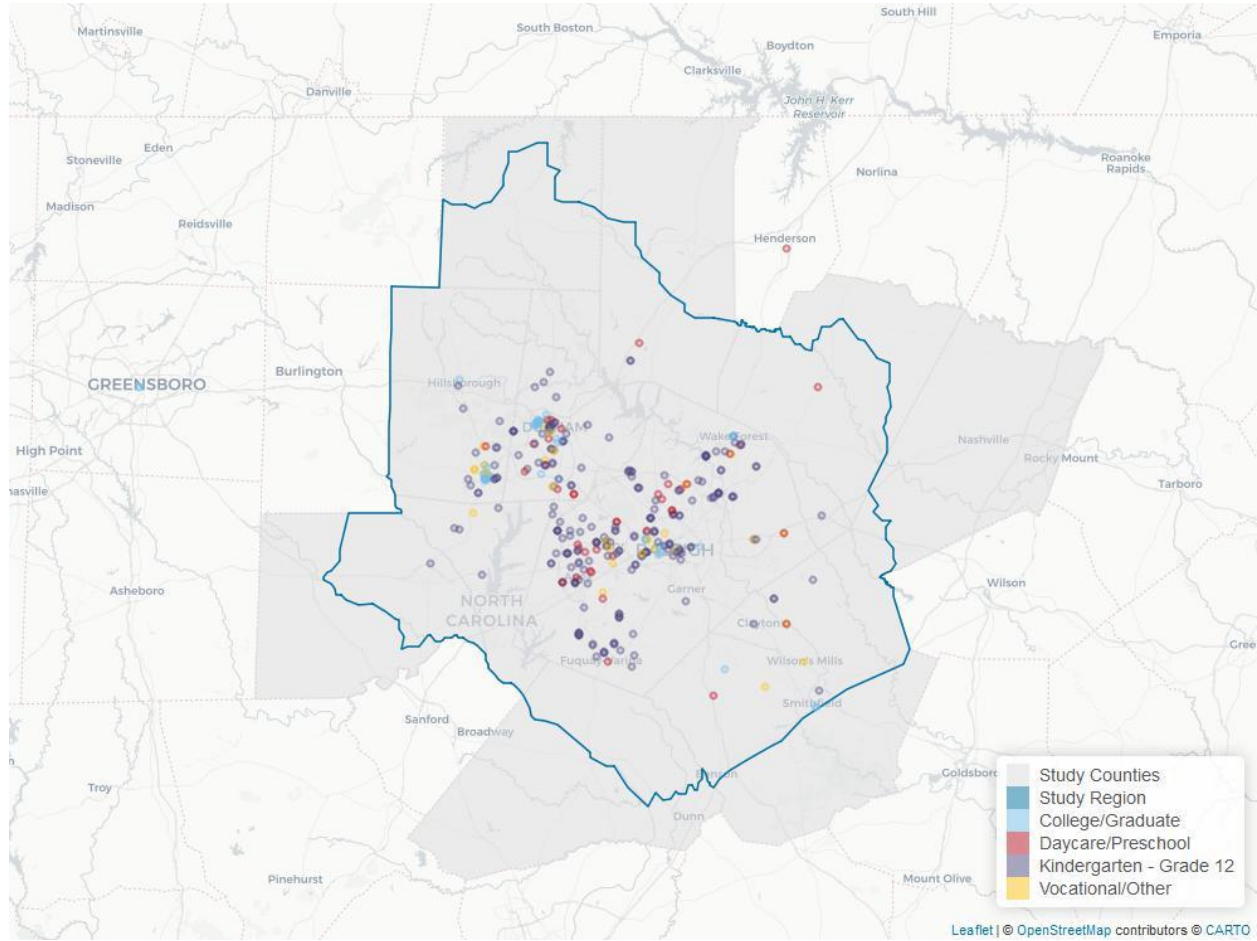 South Hill
Martinsville
South Boston
Emporia
Boydton
Clarksville
Danville
John H. Kerr
Reservoir
Eden
Stoneville
Roanoke
Rapids
Norlina
Madison
Reidsville
Henderson
GREENSBORO
Burlington
Hillsborough
Wake Forest
Nashville
High Point
Rocky Mount
Tarboro
Asheboro
Garner
Wilson
NORTH
CAROLINA
Clayton
Wilson's Mills
Gree
Smithfield
Sanford
Broadway
Benson
Goldsboro
Troy
Dunn
Pinehurst
Mount Olive
Study Counties
Study Region
College/Graduate
Daycare/Preschool
Kindergarten - Grade 12
Vocational/Other
Leaflet | © OpenStreetMap contributors © CARTO